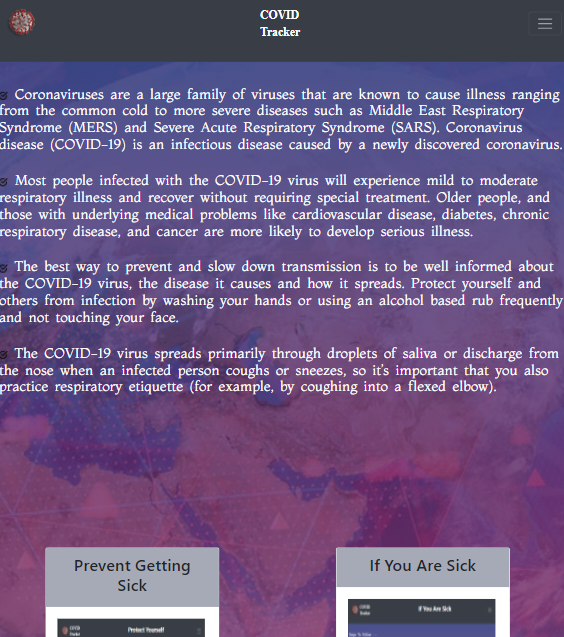 COVID
Tracker
Coronaviruses are a large family of viruses that are known to cause illness ranging
from the common cold to more severe diseases such as Middle East Respiratory
Syndrome (MERS) and Severe Acute Respiratory Syndrome (SARS). Coronavirus
disease (COVID-19) is an infectious disease caused by a newly discovered coronavirus.
Most people infected with the COVID-19 virus will experience mild to moderate
respiratory illness and recover without requiring special treatment. Older people, and
those with underlying medical problems like cardiovascular disease, diabetes, chronic
respiratory disease, and cancer are more likely to develop serious illness.
The best way to prevent and slow down transmission is to be well informed about
the COVID-19 virus, the disease it causes and how it spreads. Protect yourself and
others from infection by washing your hands or using an alcohol based rub frequently
and not touching your face.
The COVID-19 virus spreads primarily through droplets of saliva or discharge from
the nose when an infected person coughs or sneezes, so it's important that you also
practice respiratory etiquette (for example, by coughing into a flexed elbow).
Prevent Getting
Sick
If You Are Sick
COVID
Tracker
Protect Yourself
COVID
Tracker
If You Are Sick